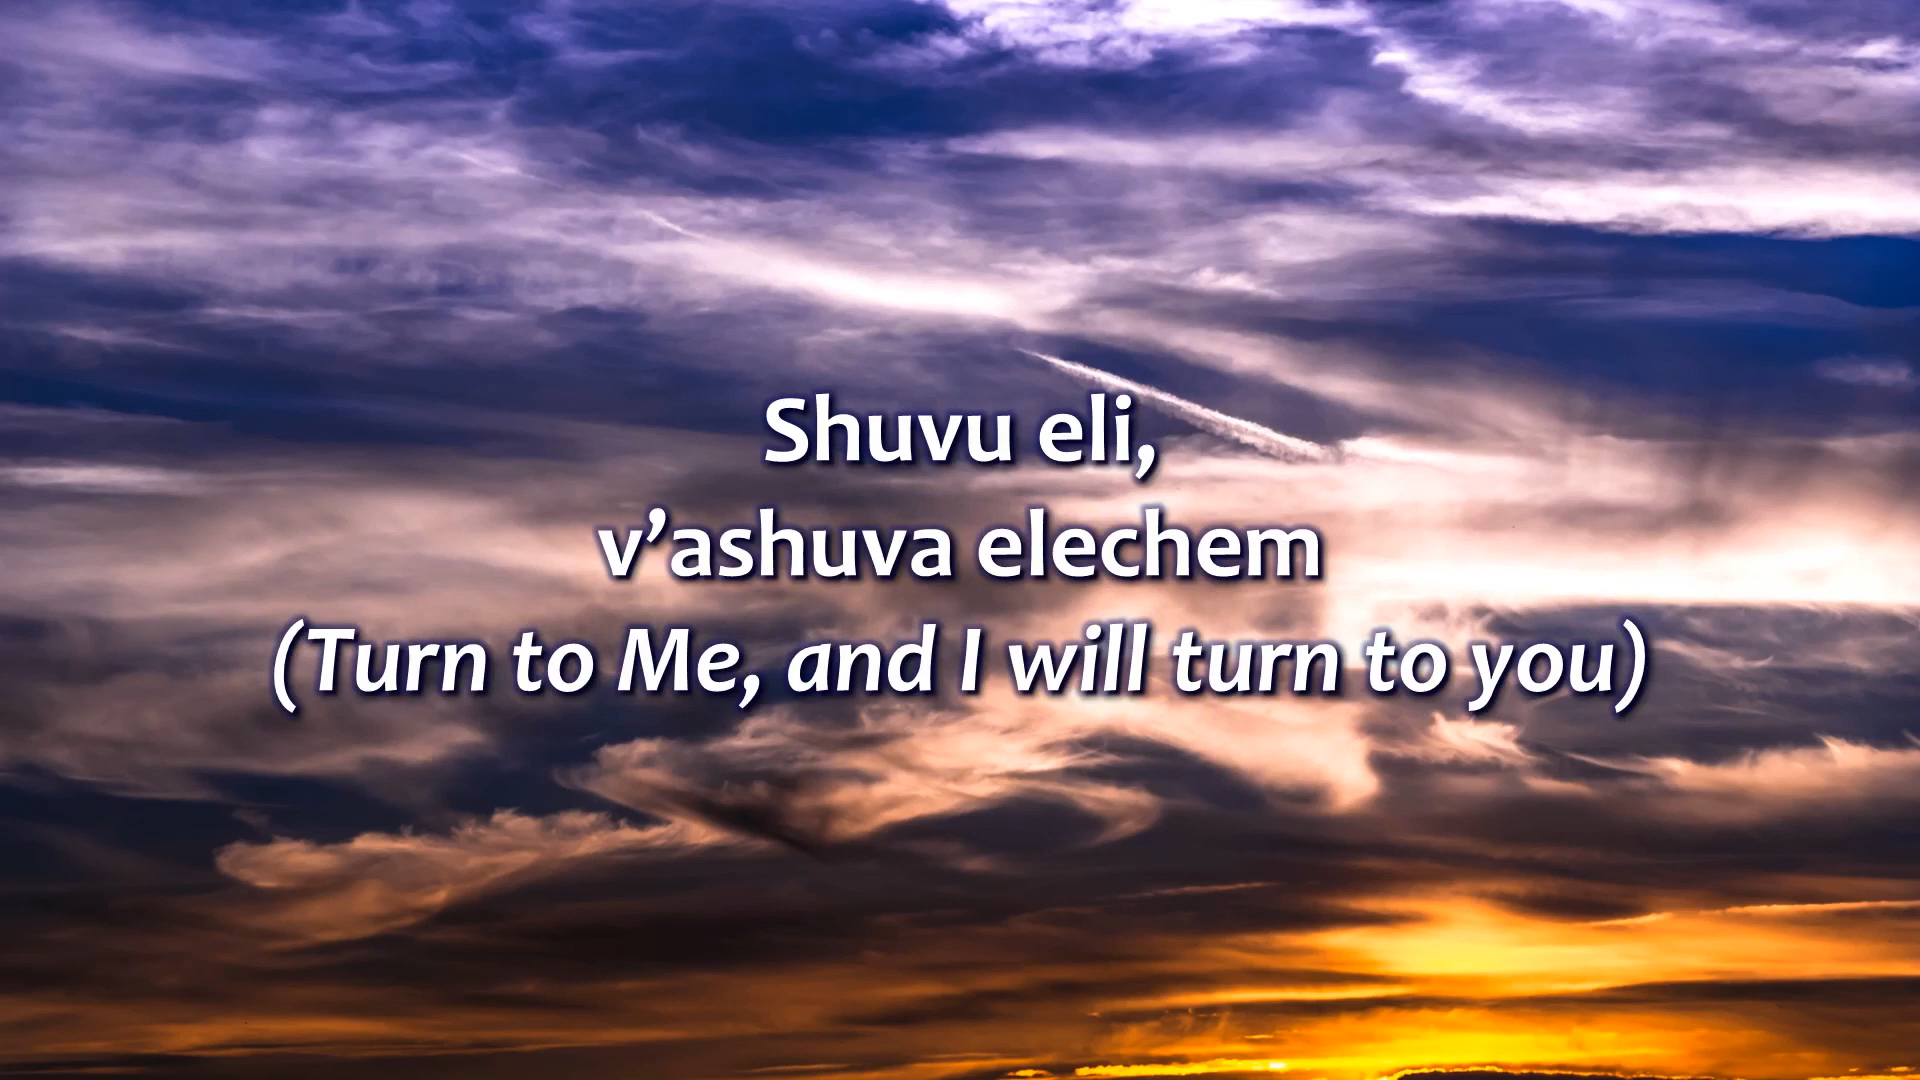 Shuvu eli,
v’ashuva elechem
(Turn to Me, and I will turn to you)